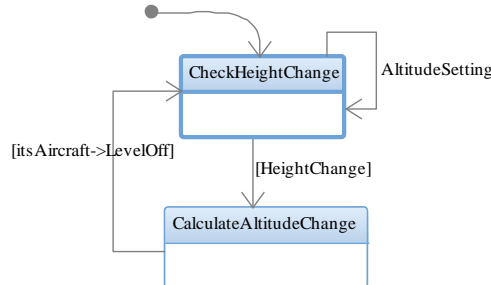 CheckHeightChange
AltitudeSetting
[itsAircraft->LevelOff]
[HeightChange]
CalculateAltitudeChange